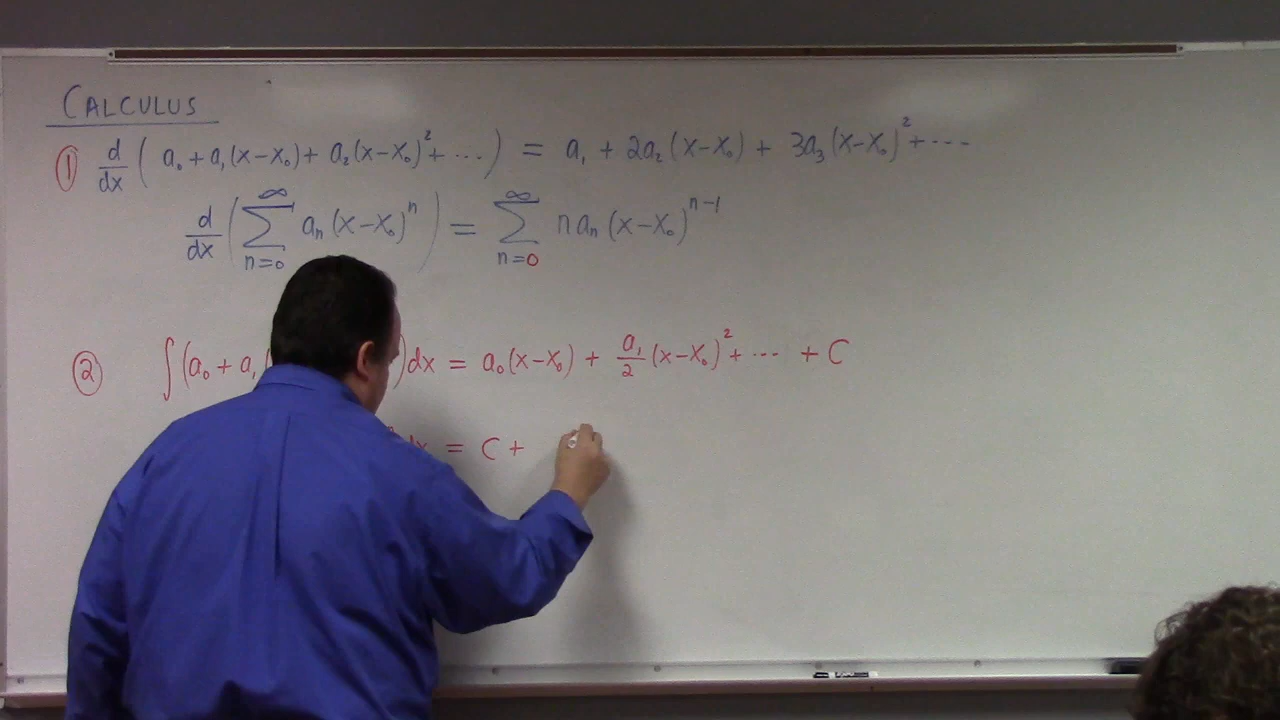 CALCULUS
① d/dx ( a₀ + a₁(x-x₀) + a₂(x-x₀)² + ··· ) = a₁ + 2a₂(x-x₀) + 3a₃(x-x₀)² + ···
d/dx ( ∑_{n=0}^{∞} aₙ(x-x₀)ⁿ ) = ∑_{n=0}^{∞} n aₙ (x-x₀)^{n-1}
② ∫(a₀ + a₁( )dx = a₀(x-x₀) + a₁/2 (x-x₀)² + ··· + C
dx = C +